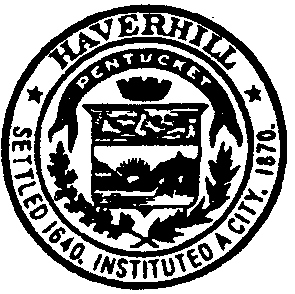 HAVERHILL
PENTUCKET
SETTLED 1640. INSTITUTED A CITY. 1870.